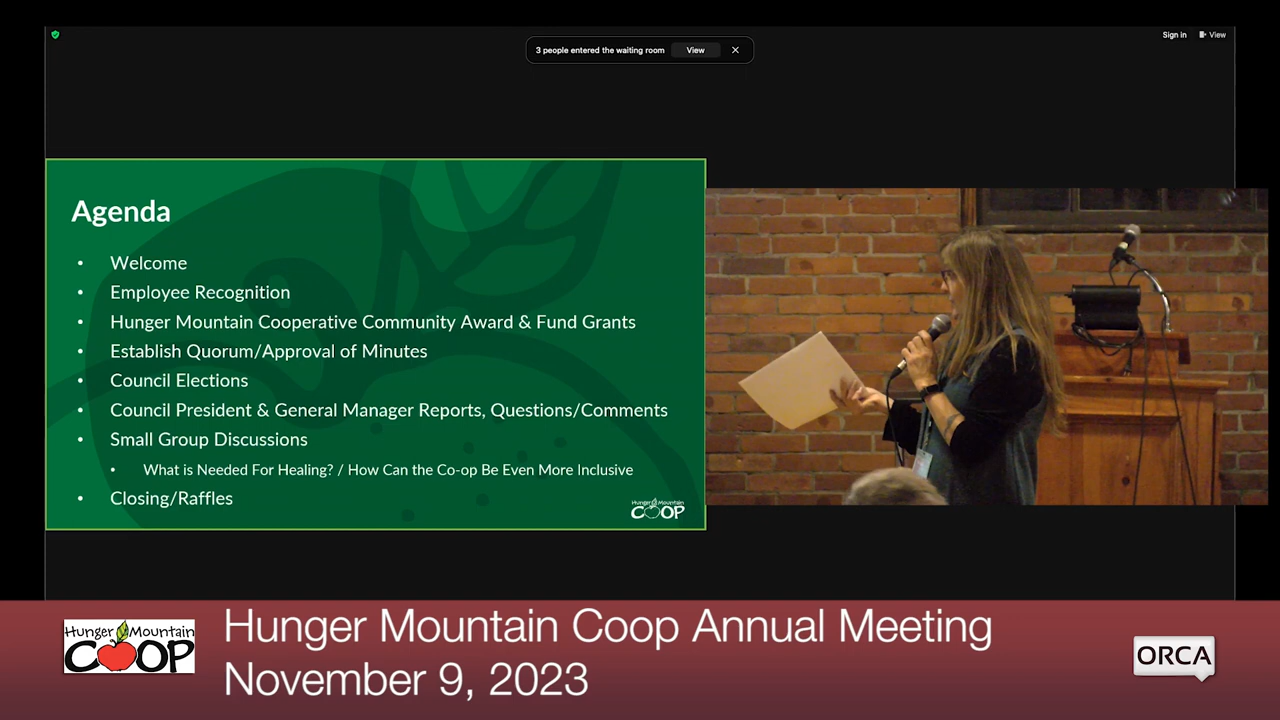 Sign in
View
3 people entered the waiting room
View
Agenda
• Welcome
• Employee Recognition
• Hunger Mountain Cooperative Community Award & Fund Grants
• Establish Quorum/Approval of Minutes
• Council Elections
• Council President & General Manager Reports, Questions/Comments
• Small Group Discussions
• What is Needed For Healing? / How Can the Co-op Be Even More Inclusive
• Closing/Raffles
Hunger Mountain
COOP
Hunger Mountain
COOP
Hunger Mountain Coop Annual Meeting
November 9, 2023
ORCA